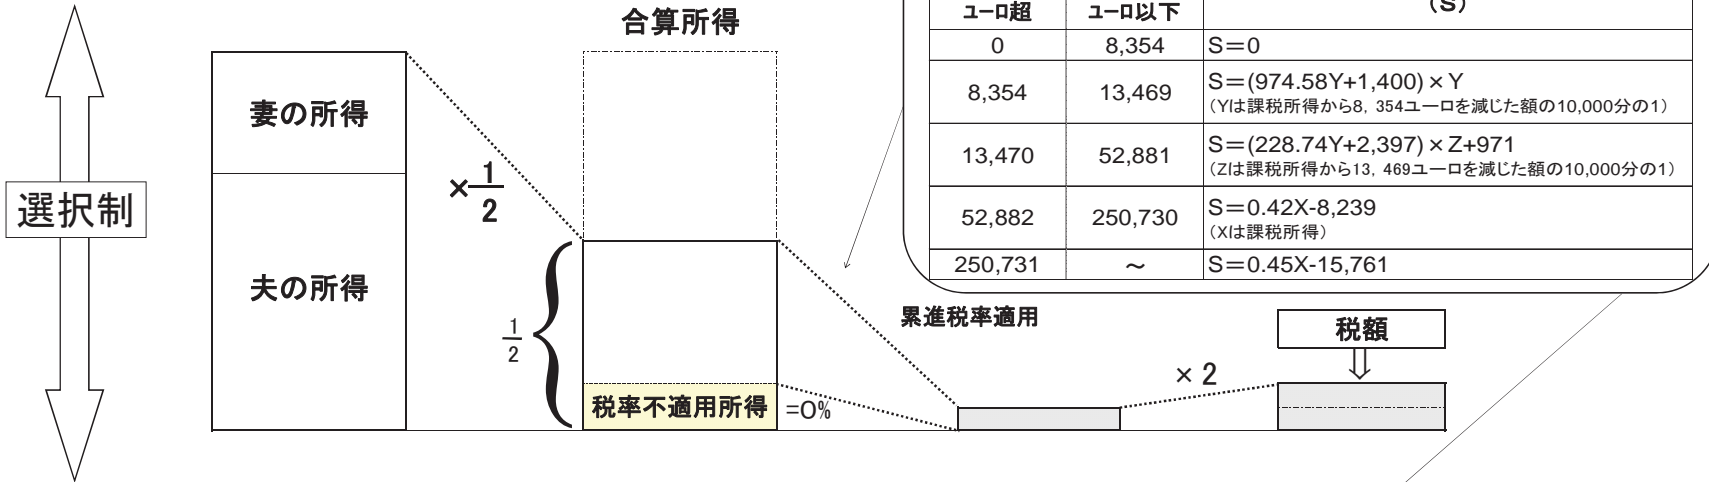 選択制
妻の所得
夫の所得
×1/2
合算所得
1/2
税率不適用所得
=0%
累進税率適用
×2
税額
ユーロ超 ユーロ以下 (S)
0 8,354 S=0
8,354 13,469 S=(974.58Y+1,400)×Y
(Yは課税所得から8,354ユーロを減じた額の10,000分の1)
13,470 52,881 S=(228.74Y+2,397)×Z+971
(Zは課税所得から13,469ユーロを減じた額の10,000分の1)
52,882 250,730 S=0.42X-8,239
(Xは課税所得)
250,731 ~ S=0.45X-15,761